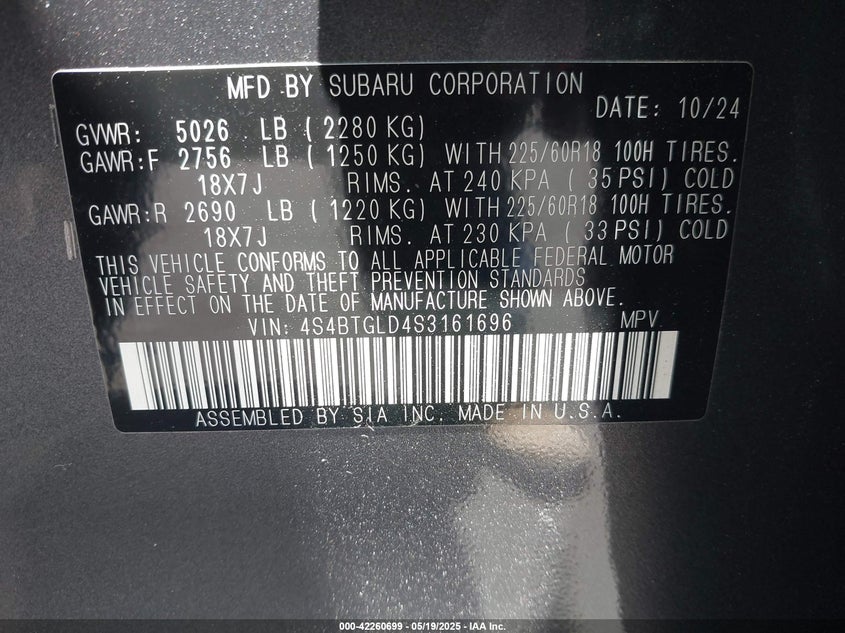 MFD BY SUBARU CORPORATION
DATE: 10/24
GVWR: 5026 LB ( 2280 KG)
GAWR:F 2756 LB ( 1250 KG) WITH 225/60R18 100H TIRES.
18X7J RIMS. AT 240 KPA ( 35 PSI) COLD
GAWR:R 2690 LB ( 1220 KG) WITH 225/60R18 100H TIRES.
18X7J RIMS. AT 230 KPA ( 33 PSI) COLD
THIS VEHICLE CONFORMS TO ALL APPLICABLE FEDERAL MOTOR
VEHICLE SAFETY AND THEFT PREVENTION STANDARDS
IN EFFECT ON THE DATE OF MANUFACTURE SHOWN ABOVE.
VIN: 4S4BTGLD4S3161696 MPV
ASSEMBLED BY SIA INC. MADE IN U.S.A.
000-42260699 - 05/19/2025 - IAA Inc.